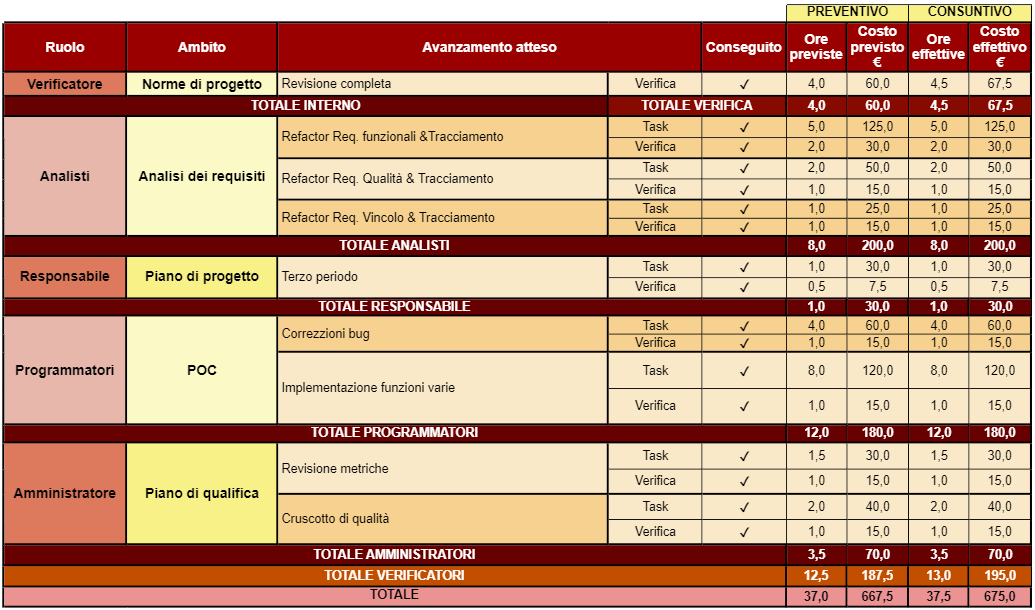 PREVENTIVO CONSUNTIVO
Ruolo Ambito Avanzamento atteso Conseguito Ore previste Costo previsto € Ore effettive Costo effettivo €
Verificatore Norme di progetto Revisione completa Verifica ✓ 4,0 60,0 4,5 67,5
TOTALE INTERNO TOTALE VERIFICA 4,0 60,0 4,5 67,5
Analisti Analisi dei requisiti Refactor Req. funzionali &Tracciamento Task ✓ 5,0 125,0 5,0 125,0
Verifica ✓ 2,0 30,0 2,0 30,0
Refactor Req. Qualità & Tracciamento Task ✓ 2,0 50,0 2,0 50,0
Verifica ✓ 1,0 15,0 1,0 15,0
Refactor Req. Vincolo & Tracciamento Task ✓ 1,0 25,0 1,0 25,0
Verifica ✓ 1,0 15,0 1,0 15,0
TOTALE ANALISTI 8,0 200,0 8,0 200,0
Responsabile Piano di progetto Terzo periodo Task ✓ 1,0 30,0 1,0 30,0
Verifica ✓ 0,5 7,5 0,5 7,5
TOTALE RESPONSABILE 1,0 30,0 1,0 30,0
Programmatori POC Correzzioni bug Task ✓ 4,0 60,0 4,0 60,0
Verifica ✓ 1,0 15,0 1,0 15,0
Implementazione funzioni varie Task ✓ 8,0 120,0 8,0 120,0
Verifica ✓ 1,0 15,0 1,0 15,0
TOTALE PROGRAMMATORI 12,0 180,0 12,0 180,0
Amministratore Piano di qualifica Revisione metriche Task ✓ 1,5 30,0 1,5 30,0
Verifica ✓ 1,0 15,0 1,0 15,0
Cruscotto di qualità Task ✓ 2,0 40,0 2,0 40,0
Verifica ✓ 1,0 15,0 1,0 15,0
TOTALE AMMINISTRATORI 3,5 70,0 3,5 70,0
TOTALE VERIFICATORI 12,5 187,5 13,0 195,0
TOTALE 37,0 667,5 37,5 675,0